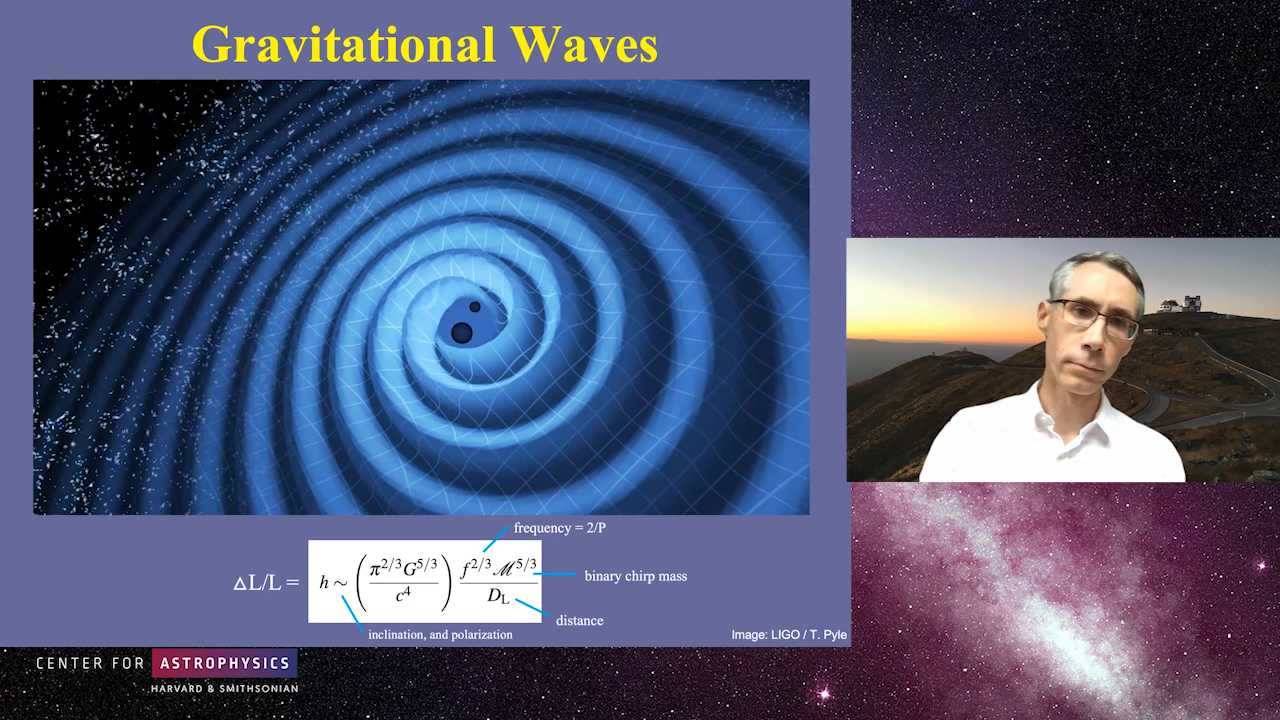 Gravitational Waves
frequency = 2/P
ΔL/L = h ∼ (π^{2/3}G^{5/3} / c^4) f^{2/3}ℳ^{5/3} / D_L
binary chirp mass
distance
inclination, and polarization
Image: LIGO / T. Pyle
CENTER FOR ASTROPHYSICS
HARVARD & SMITHSONIAN